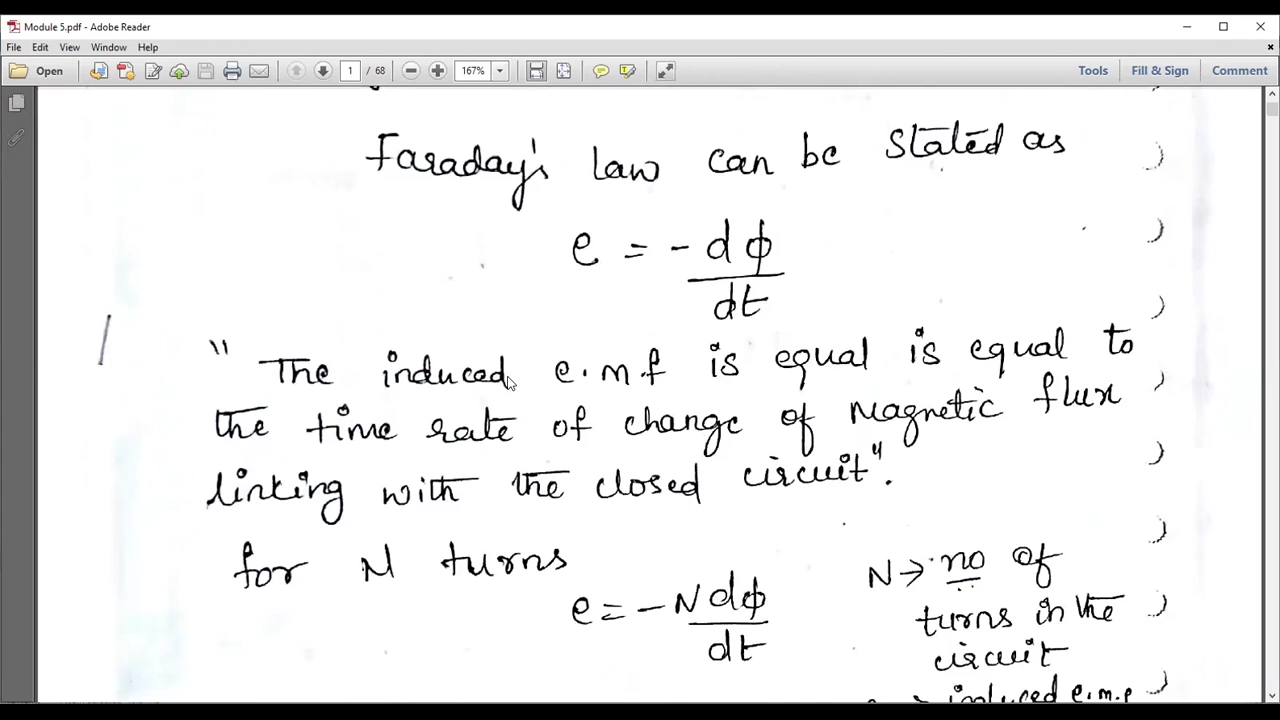 Module 5.pdf - Adobe Reader
File Edit View Window Help
Open 1 / 68 167% Tools Fill & Sign Comment
Faraday's law can be stated as
e = - dϕ/dt
" The induced e.m.f is equal is equal to
the time rate of change of magnetic flux
linking with the closed circuit".
for N turns
e = - N dϕ/dt
N → no of
turns in the
circuit
induced e.m.f